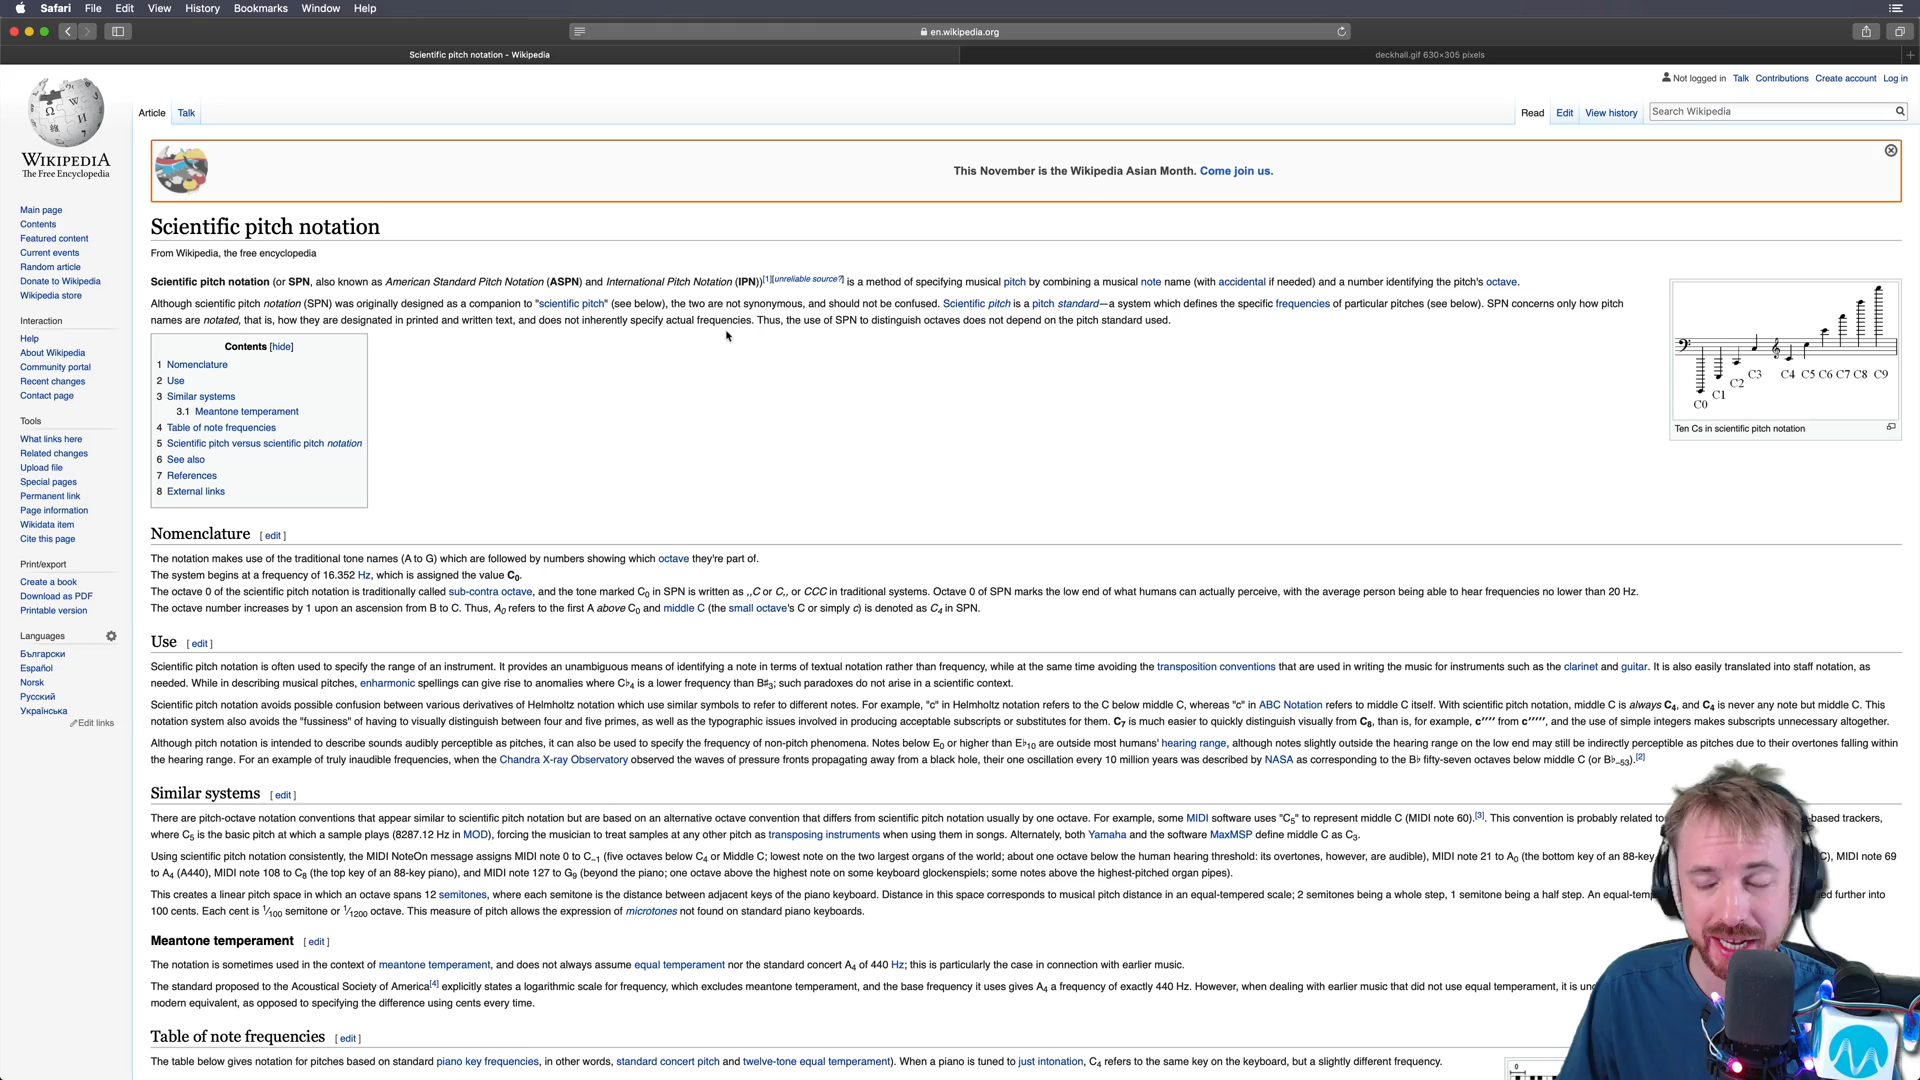 Safari File Edit View History Bookmarks Window Help
en.wikipedia.org
Scientific pitch notation - Wikipedia
deckhall.gif 630×305 pixels
Not logged in Talk Contributions Create account Log in
Article Talk
Read Edit View history
Search Wikipedia
WIKIPEDIA
The Free Encyclopedia
Main page
Contents
Featured content
Current events
Random article
Donate to Wikipedia
Wikipedia store
Interaction
Help
About Wikipedia
Community portal
Recent changes
Contact page
Tools
What links here
Related changes
Upload file
Special pages
Permanent link
Page information
Wikidata item
Cite this page
Print/export
Create a book
Download as PDF
Printable version
Languages
Български
Español
Norsk
Русский
Українська
Edit links
This November is the Wikipedia Asian Month. Come join us.
Scientific pitch notation
From Wikipedia, the free encyclopedia
Scientific pitch notation (or SPN, also known as American Standard Pitch Notation (ASPN) and International Pitch Notation (IPN))[1][unreliable source?] is a method of specifying musical pitch by combining a musical note name (with accidental if needed) and a number identifying the pitch's octave.
Although scientific pitch notation (SPN) was originally designed as a companion to "scientific pitch" (see below), the two are not synonymous, and should not be confused. Scientific pitch is a pitch standard—a system which defines the specific frequencies of particular pitches (see below). SPN concerns only how pitch
names are notated, that is, how they are designated in printed and written text, and does not inherently specify actual frequencies. Thus, the use of SPN to distinguish octaves does not depend on the pitch standard used.
C0 C1 C2 C3 C4 C5 C6 C7 C8 C9
Ten Cs in scientific pitch notation
Contents [hide]
1 Nomenclature
2 Use
3 Similar systems
3.1 Meantone temperament
4 Table of note frequencies
5 Scientific pitch versus scientific pitch notation
6 See also
7 References
8 External links
Nomenclature [ edit ]
The notation makes use of the traditional tone names (A to G) which are followed by numbers showing which octave they're part of.
The system begins at a frequency of 16.352 Hz, which is assigned the value C0.
The octave 0 of the scientific pitch notation is traditionally called sub-contra octave, and the tone marked C0 in SPN is written as ,,C or C,, or CCC in traditional systems. Octave 0 of SPN marks the low end of what humans can actually perceive, with the average person being able to hear frequencies no lower than 20 Hz.
The octave number increases by 1 upon an ascension from B to C. Thus, A0 refers to the first A above C0 and middle C (the small octave's C or simply c) is denoted as C4 in SPN.
Use [ edit ]
Scientific pitch notation is often used to specify the range of an instrument. It provides an unambiguous means of identifying a note in terms of textual notation rather than frequency, while at the same time avoiding the transposition conventions that are used in writing the music for instruments such as the clarinet and guitar. It is also easily translated into staff notation, as
needed. While in describing musical pitches, enharmonic spellings can give rise to anomalies where C♭4 is a lower frequency than B♯3; such paradoxes do not arise in a scientific context.
Scientific pitch notation avoids possible confusion between various derivatives of Helmholtz notation which use similar symbols to refer to different notes. For example, "c" in Helmholtz notation refers to the C below middle C, whereas "c" in ABC Notation refers to middle C itself. With scientific pitch notation, middle C is always C4, and C4 is never any note but middle C. This
notation system also avoids the "fussiness" of having to visually distinguish between four and five primes, as well as the typographic issues involved in producing acceptable subscripts or substitutes for them. C7 is much easier to quickly distinguish visually from C8, than is, for example, c′′′′ from c′′′′′, and the use of simple integers makes subscripts unnecessary altogether.
Although pitch notation is intended to describe sounds audibly perceptible as pitches, it can also be used to specify the frequency of non-pitch phenomena. Notes below E0 or higher than E♭10 are outside most humans' hearing range, although notes slightly outside the hearing range on the low end may still be indirectly perceptible as pitches due to their overtones falling within
the hearing range. For an example of truly inaudible frequencies, when the Chandra X-ray Observatory observed the waves of pressure fronts propagating away from a black hole, their one oscillation every 10 million years was described by NASA as corresponding to the B♭ fifty-seven octaves below middle C (or B♭−53).[2]
Similar systems [ edit ]
There are pitch-octave notation conventions that appear similar to scientific pitch notation but are based on an alternative octave convention that differs from scientific pitch notation usually by one octave. For example, some MIDI software uses "C5" to represent middle C (MIDI note 60).[3]. This convention is probably related to -based trackers,
where C5 is the basic pitch at which a sample plays (8287.12 Hz in MOD), forcing the musician to treat samples at any other pitch as transposing instruments when using them in songs. Alternately, both Yamaha and the software MaxMSP define middle C as C3.
Using scientific pitch notation consistently, the MIDI NoteOn message assigns MIDI note 0 to C−1 (five octaves below C4 or Middle C; lowest note on the two largest organs of the world; about one octave below the human hearing threshold: its overtones, however, are audible), MIDI note 21 to A0 (the bottom key of an 88-key C), MIDI note 69
to A4 (A440), MIDI note 108 to C8 (the top key of an 88-key piano), and MIDI note 127 to G9 (beyond the piano; one octave above the highest note on some keyboard glockenspiels; some notes above the highest-pitched organ pipes).
This creates a linear pitch space in which an octave spans 12 semitones, where each semitone is the distance between adjacent keys of the piano keyboard. Distance in this space corresponds to musical pitch distance in an equal-tempered scale; 2 semitones being a whole step, 1 semitone being a half step. An equal-temp ed further into
100 cents. Each cent is 1⁄100 semitone or 1⁄1200 octave. This measure of pitch allows the expression of microtones not found on standard piano keyboards.
Meantone temperament [ edit ]
The notation is sometimes used in the context of meantone temperament, and does not always assume equal temperament nor the standard concert A4 of 440 Hz; this is particularly the case in connection with earlier music.
The standard proposed to the Acoustical Society of America[4] explicitly states a logarithmic scale for frequency, which excludes meantone temperament, and the base frequency it uses gives A4 a frequency of exactly 440 Hz. However, when dealing with earlier music that did not use equal temperament, it is un
modern equivalent, as opposed to specifying the difference using cents every time.
Table of note frequencies [ edit ]
The table below gives notation for pitches based on standard piano key frequencies, in other words, standard concert pitch and twelve-tone equal temperament). When a piano is tuned to just intonation, C4 refers to the same key on the keyboard, but a slightly different frequency.
0